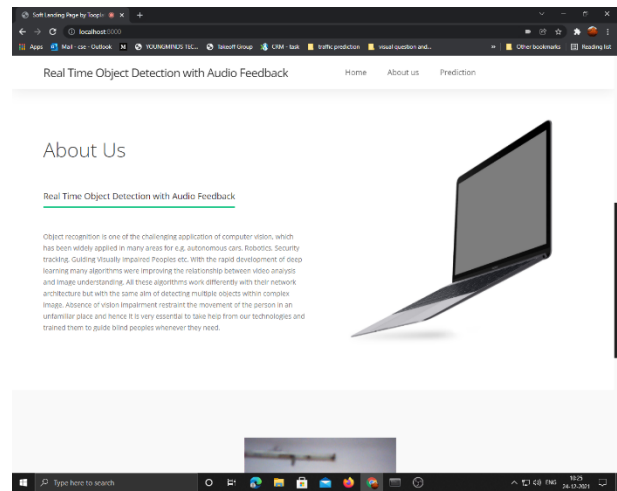 Soft Landing Page by Toopl
localhost:5000
Apps Mail - cse - Outlook M YOUNGMINDS TEC... Takeoff Group CRM - task traffic prediction visual question and... » Other bookmarks Reading list
Real Time Object Detection with Audio Feedback Home About us Prediction
About Us
Real Time Object Detection with Audio Feedback
Object recognition is one of the challenging application of computer vision, which
has been widely applied in many areas for e.g. autonomous cars. Robotics, Security
tracking, Guiding Visually Impaired Peoples etc. With the rapid development of deep
learning many algorithms were improving the relationship between video analysis
and image understanding. All these algorithms work differently with their network
architecture but with the same aim of detecting multiple objects within complex
image. Absence of vision impairment restraint the movement of the person in an
unfamiliar place and hence it is very essential to take help from our technologies and
trained them to guide blind peoples whenever they need.
Type here to search ENG 10:25
24-12-2021